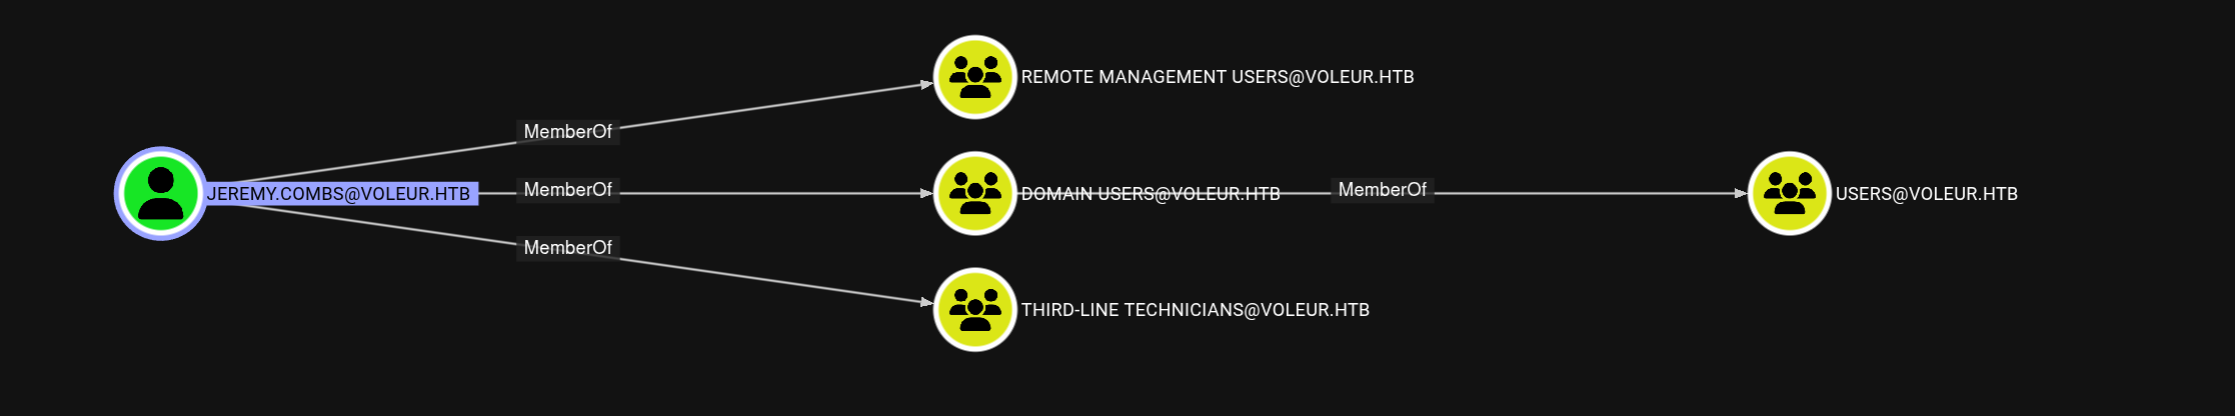 REMOTE MANAGEMENT USERS@VOLEUR.HTB
MemberOf
JEREMY.COMBS@VOLEUR.HTB
MemberOf
DOMAIN USERS@VOLEUR.HTB
MemberOf
USERS@VOLEUR.HTB
MemberOf
THIRD-LINE TECHNICIANS@VOLEUR.HTB